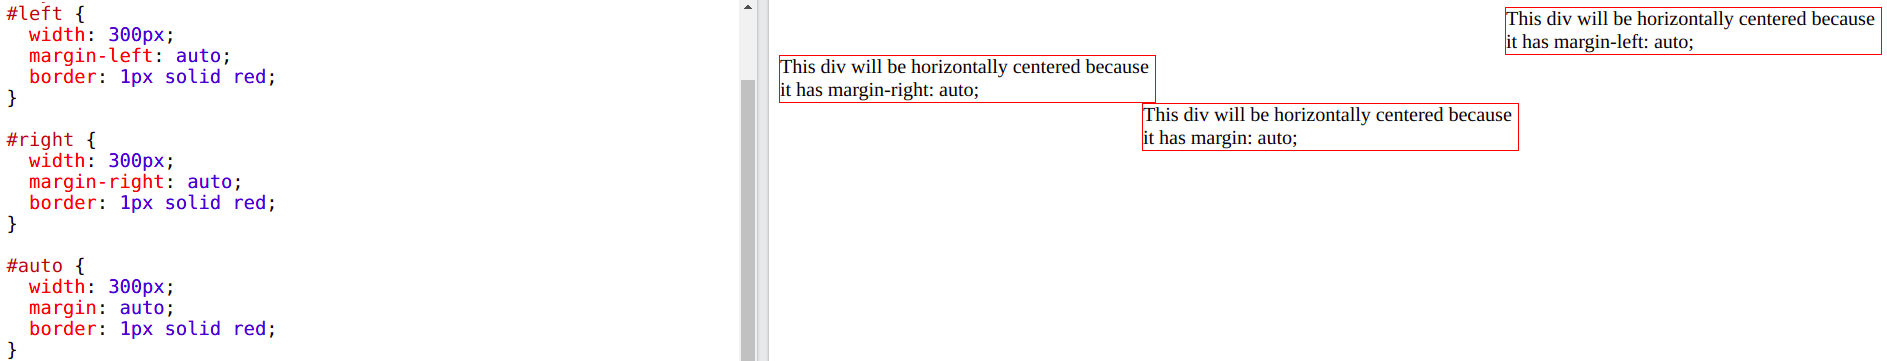 #left {
  width: 300px;
  margin-left: auto;
  border: 1px solid red;
}
#right {
  width: 300px;
  margin-right: auto;
  border: 1px solid red;
}
#auto {
  width: 300px;
  margin: auto;
  border: 1px solid red;
}
This div will be horizontally centered because
it has margin-left: auto;
This div will be horizontally centered because
it has margin-right: auto;
This div will be horizontally centered because
it has margin: auto;